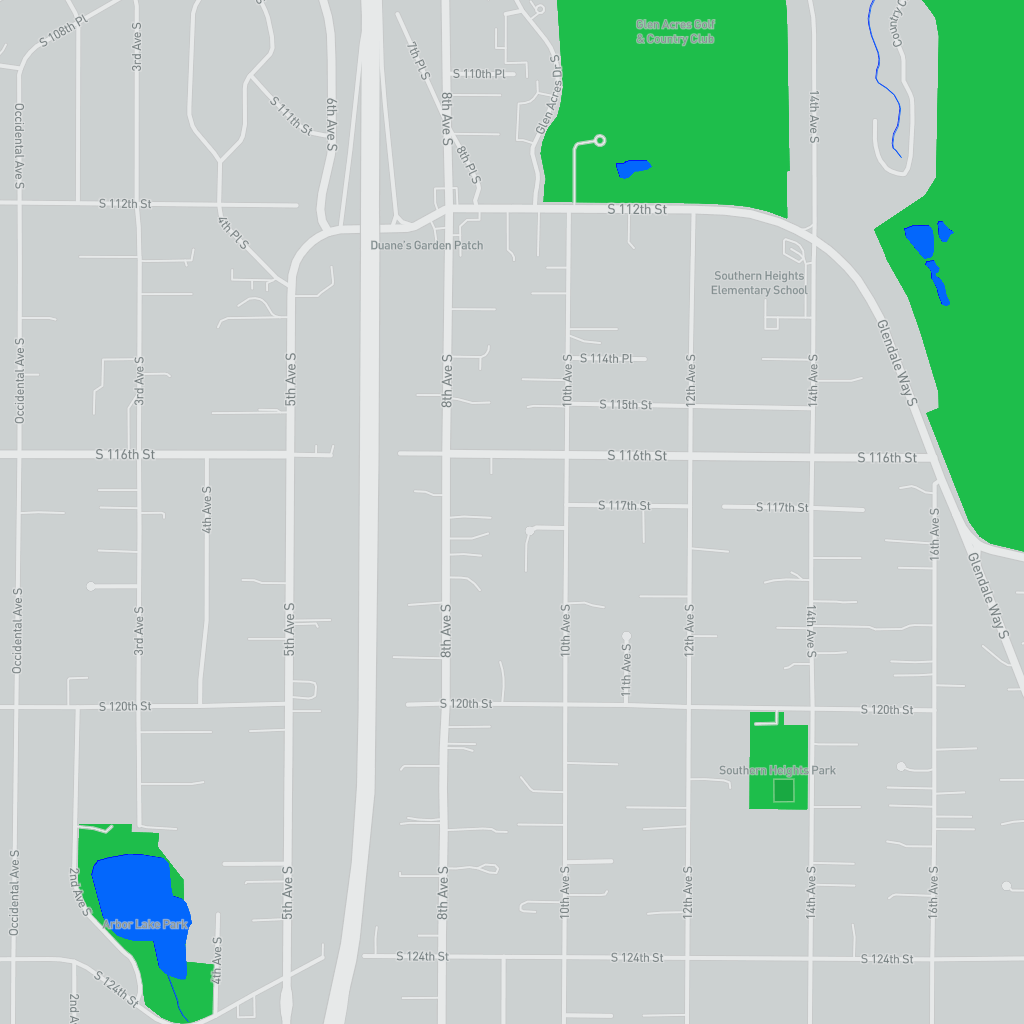 Glen Acres Golf
& Country Club
S 108th Pl
3rd Ave S
7th Pl S
S 110th Pl
Glen Acres Dr S
Country C
Occidental Ave S
S 111th St
6th Ave S
8th Ave S
8th Pl S
14th Ave S
S 112th St
S 112th St
4th Pl S
Duane's Garden Patch
Southern Heights
Elementary School
Glendale Way S
Occidental Ave S
3rd Ave S
5th Ave S
8th Ave S
10th Ave S
S 114th Pl
12th Ave S
14th Ave S
S 115th St
S 116th St
S 116th St
S 116th St
4th Ave S
S 117th St
S 117th St
16th Ave S
Glendale Way S
Occidental Ave S
3rd Ave S
5th Ave S
8th Ave S
10th Ave S
11th Ave S
12th Ave S
14th Ave S
S 120th St
S 120th St
S 120th St
Southern Heights Park
Occidental Ave S
2nd Ave S
Arbor Lake Park
5th Ave S
8th Ave S
10th Ave S
12th Ave S
14th Ave S
16th Ave S
4th Ave S
S 124th St
S 124th St
S 124th St
S 124th St
2nd A